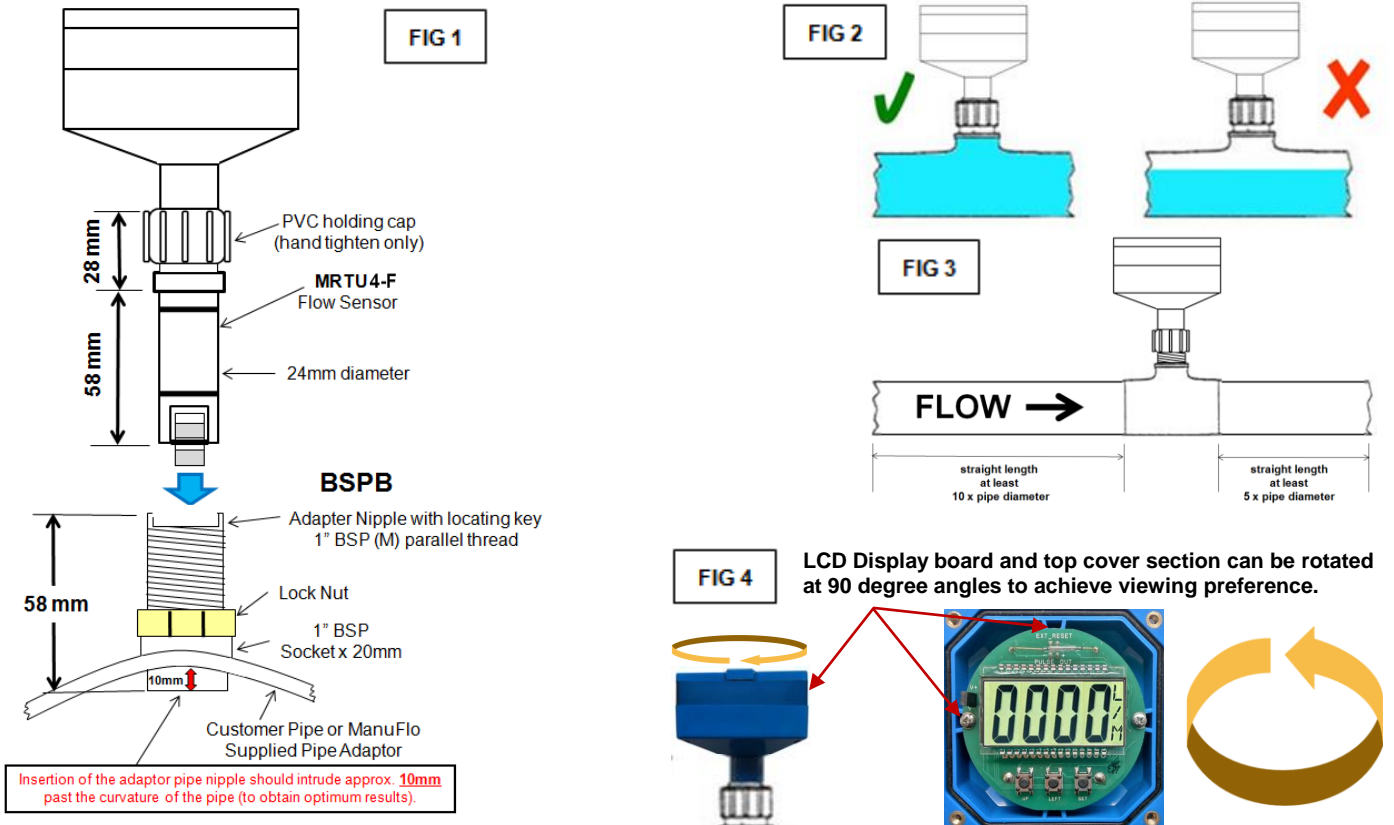 FIG 1
PVC holding cap
(hand tighten only)
28 mm
MRTU4-F
Flow Sensor
58 mm
24mm diameter
BSPB
Adapter Nipple with locating key
1” BSP (M) parallel thread
58 mm
Lock Nut
1” BSP
Socket x 20mm
10mm
Customer Pipe or ManuFlo
Supplied Pipe Adaptor
Insertion of the adaptor pipe nipple should intrude approx. 10mm
past the curvature of the pipe (to obtain optimum results).
FIG 2
FIG 3
FLOW
straight length
at least
10 x pipe diameter
straight length
at least
5 x pipe diameter
FIG 4
LCD Display board and top cover section can be rotated
at 90 degree angles to achieve viewing preference.
EXT_RESET
PULSE OUT
V+
0000 L/M
UP LEFT SET